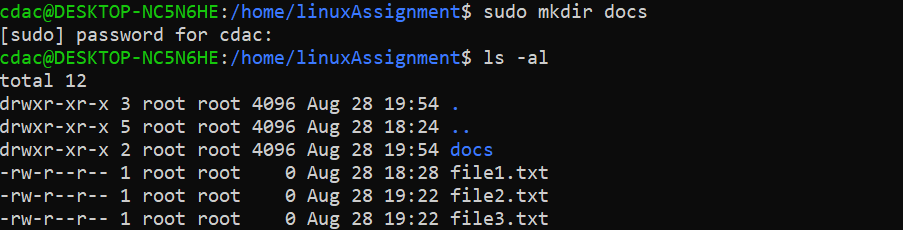 cdac@DESKTOP-NC5N6HE:/home/linuxAssignment$ sudo mkdir docs
[sudo] password for cdac:
cdac@DESKTOP-NC5N6HE:/home/linuxAssignment$ ls -al
total 12
drwxr-xr-x 3 root root 4096 Aug 28 19:54 .
drwxr-xr-x 5 root root 4096 Aug 28 18:24 ..
drwxr-xr-x 2 root root 4096 Aug 28 19:54 docs
-rw-r--r-- 1 root root    0 Aug 28 18:28 file1.txt
-rw-r--r-- 1 root root    0 Aug 28 19:22 file2.txt
-rw-r--r-- 1 root root    0 Aug 28 19:22 file3.txt